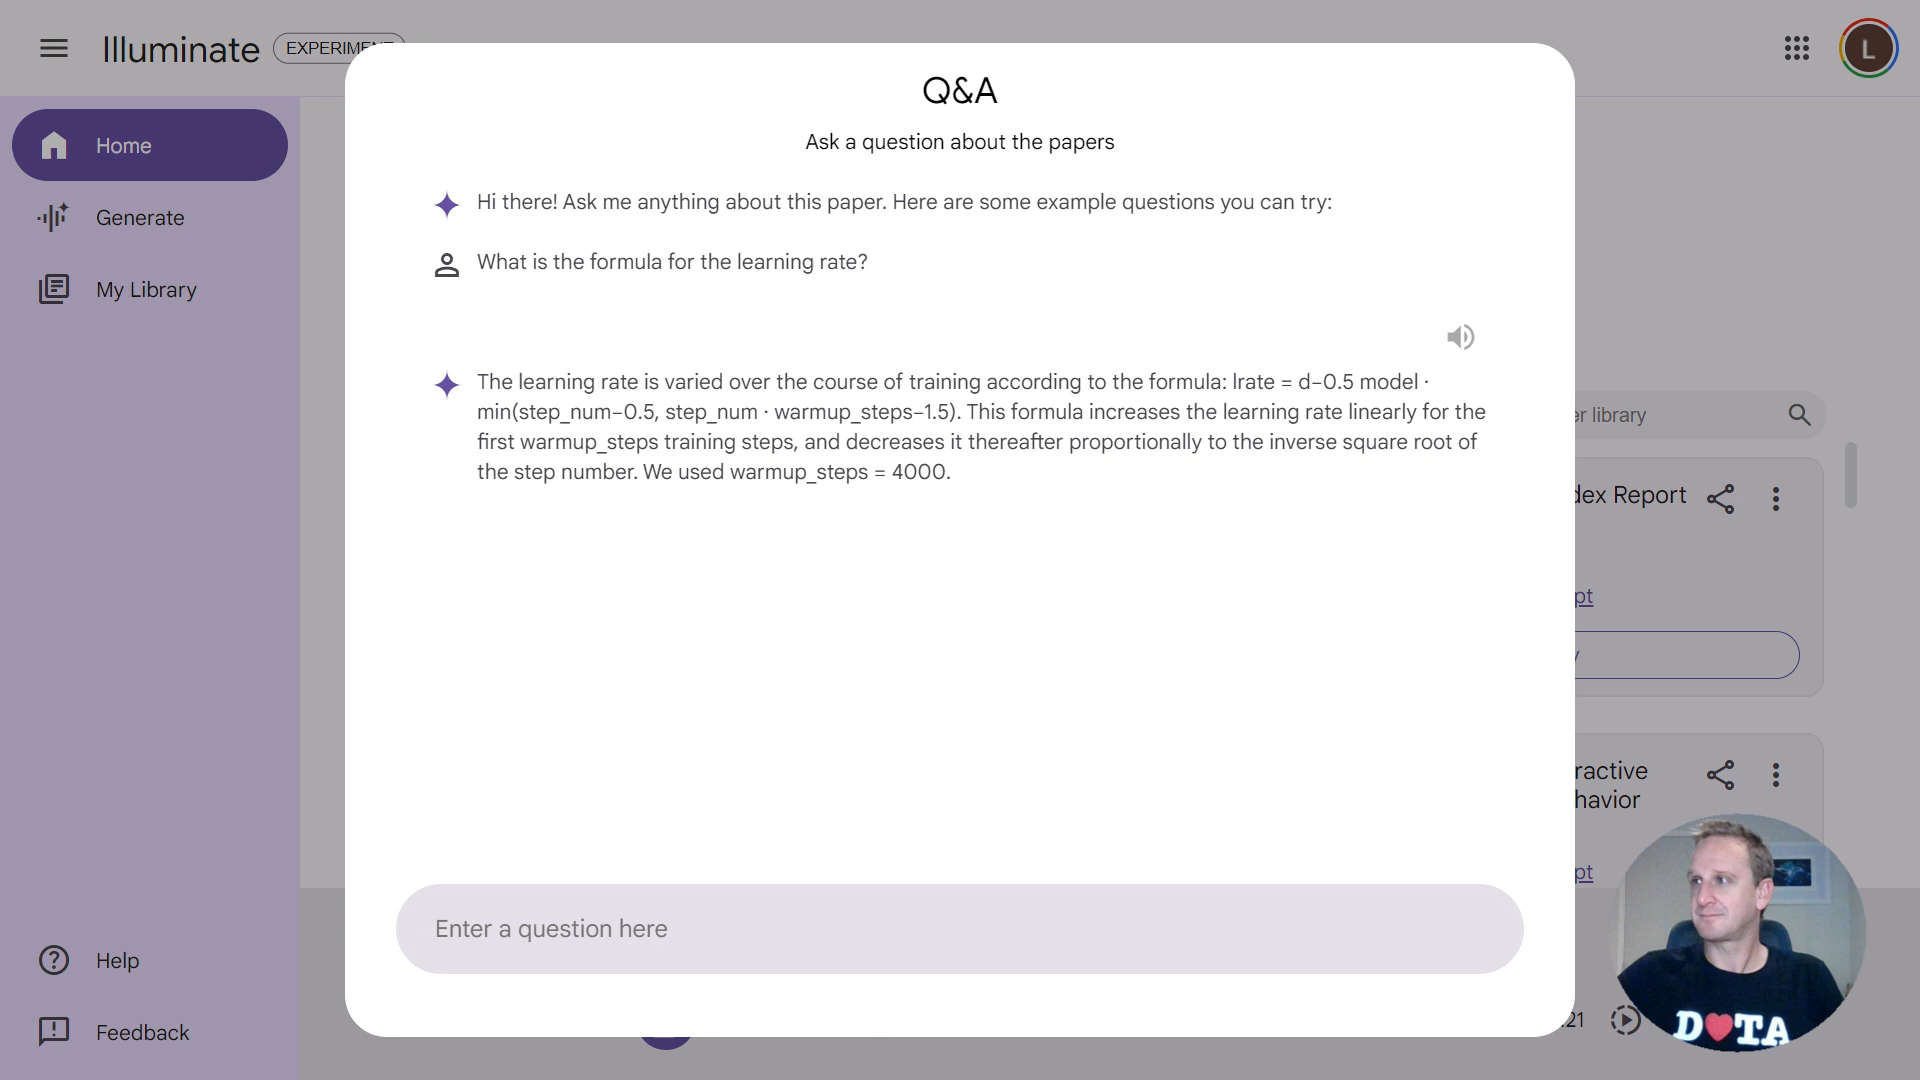 Illuminate
EXPERIMENT
L
Home
Generate
My Library
Help
Feedback
Q&A
Ask a question about the papers
Hi there! Ask me anything about this paper. Here are some example questions you can try:
What is the formula for the learning rate?
The learning rate is varied over the course of training according to the formula: lrate = d−0.5 model ·
min(step_num−0.5, step_num · warmup_steps−1.5). This formula increases the learning rate linearly for the
first warmup_steps training steps, and decreases it thereafter proportionally to the inverse square root of
the step number. We used warmup_steps = 4000.
Enter a question here
library
Report
:21
D❤TA